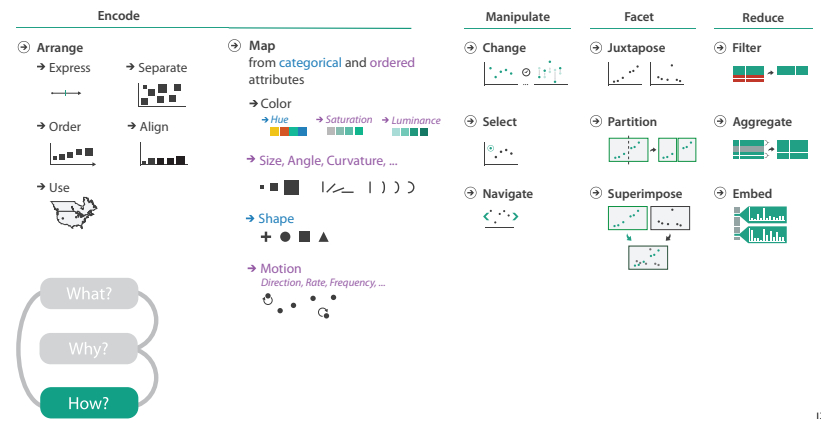 Encode
Arrange
Express
Separate
Order
Align
Use
Map
from categorical and ordered
attributes
Color
Hue
Saturation
Luminance
Size, Angle, Curvature, ...
Shape
Motion
Direction, Rate, Frequency, ...
Manipulate
Change
...
Select
Navigate
Facet
Juxtapose
Partition
Superimpose
Reduce
Filter
Aggregate
Embed
What?
Why?
How?